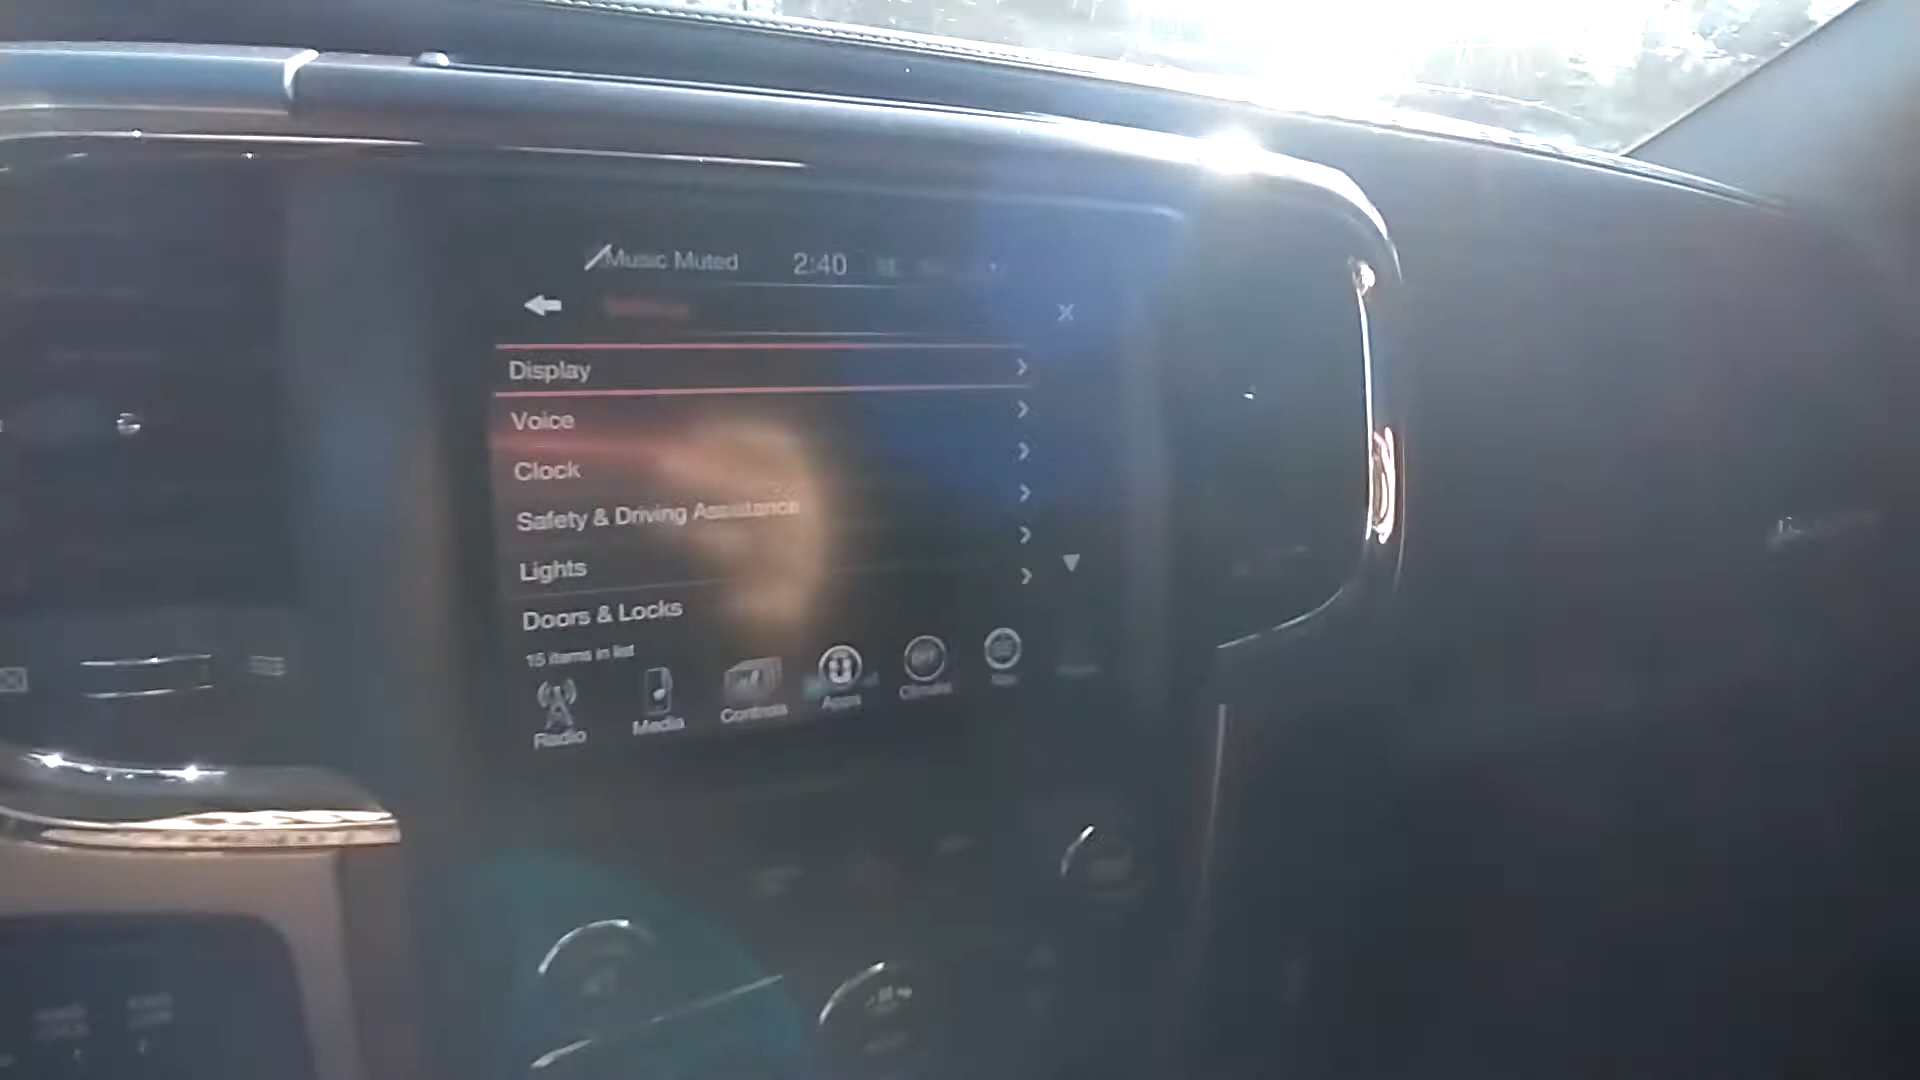 Music Muted 2:40
Display
Voice
Clock
Safety & Driving Assistance
Lights
Doors & Locks
15 items in list
Radio Media Controls Apps Climate